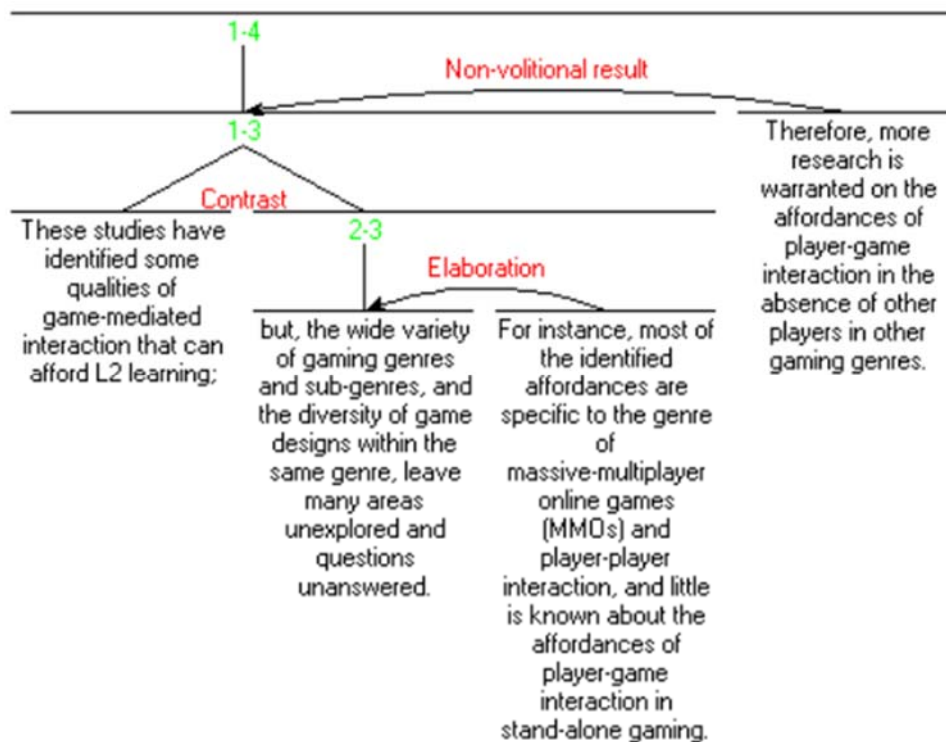 1-4
Non-volitional result
1-3
Contrast
These studies have
identified some
qualities of
game-mediated
interaction that can
afford L2 learning;
2-3
Elaboration
but, the wide variety
of gaming genres
and sub-genres, and
the diversity of game
designs within the
same genre, leave
many areas
unexplored and
questions
unanswered.
For instance, most of
the identified
affordances are
specific to the genre
of
massive-multiplayer
online games
(MMOs) and
player-player
interaction, and little
is known about the
affordances of
player-game
interaction in
stand-alone gaming.
Therefore, more
research is
warranted on the
affordances of
player-game
interaction in the
absence of other
players in other
gaming genres.